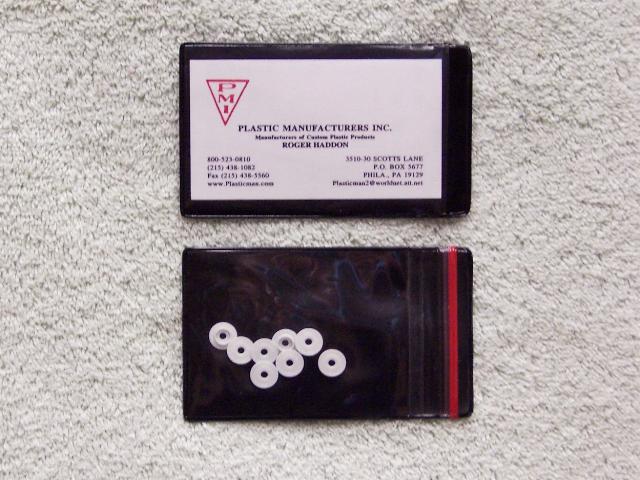 PMI
PLASTIC MANUFACTURERS INC.
Manufacturers of Custom Plastic Products
ROGER HADDON
800-523-0810
(215) 438-1082
Fax (215) 438-5560
www.Plasticman.com
3510-30 SCOTTS LANE
P.O. BOX 5677
PHILA., PA 19129
Plasticman2@worldnet.att.net